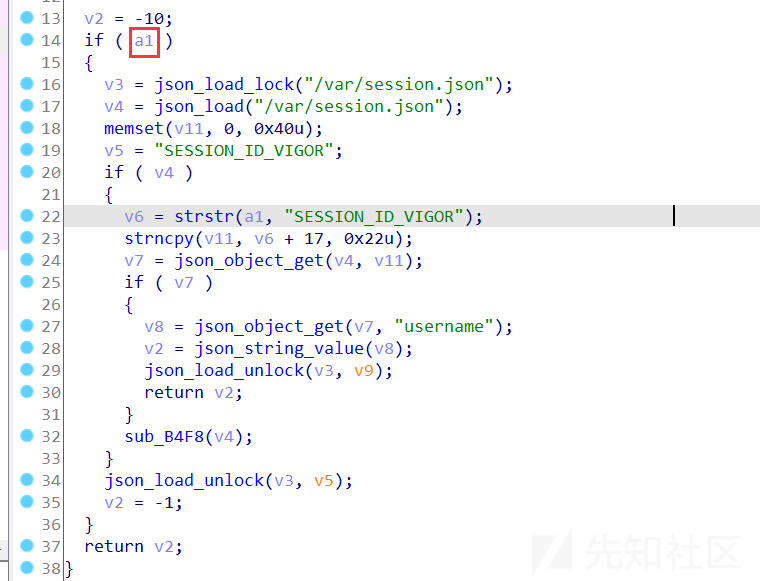 13 v2 = -10;
14 if ( a1 )
15 {
16 v3 = json_load_lock("/var/session.json");
17 v4 = json_load("/var/session.json");
18 memset(v11, 0, 0x40u);
19 v5 = "SESSION_ID_VIGOR";
20 if ( v4 )
21 {
22 v6 = strstr(a1, "SESSION_ID_VIGOR");
23 strncpy(v11, v6 + 17, 0x22u);
24 v7 = json_object_get(v4, v11);
25 if ( v7 )
26 {
27 v8 = json_object_get(v7, "username");
28 v2 = json_string_value(v8);
29 json_load_unlock(v3, v9);
30 return v2;
31 }
32 sub_B4F8(v4);
33 }
34 json_load_unlock(v3, v5);
35 v2 = -1;
36 }
37 return v2;
38 }
先知社区